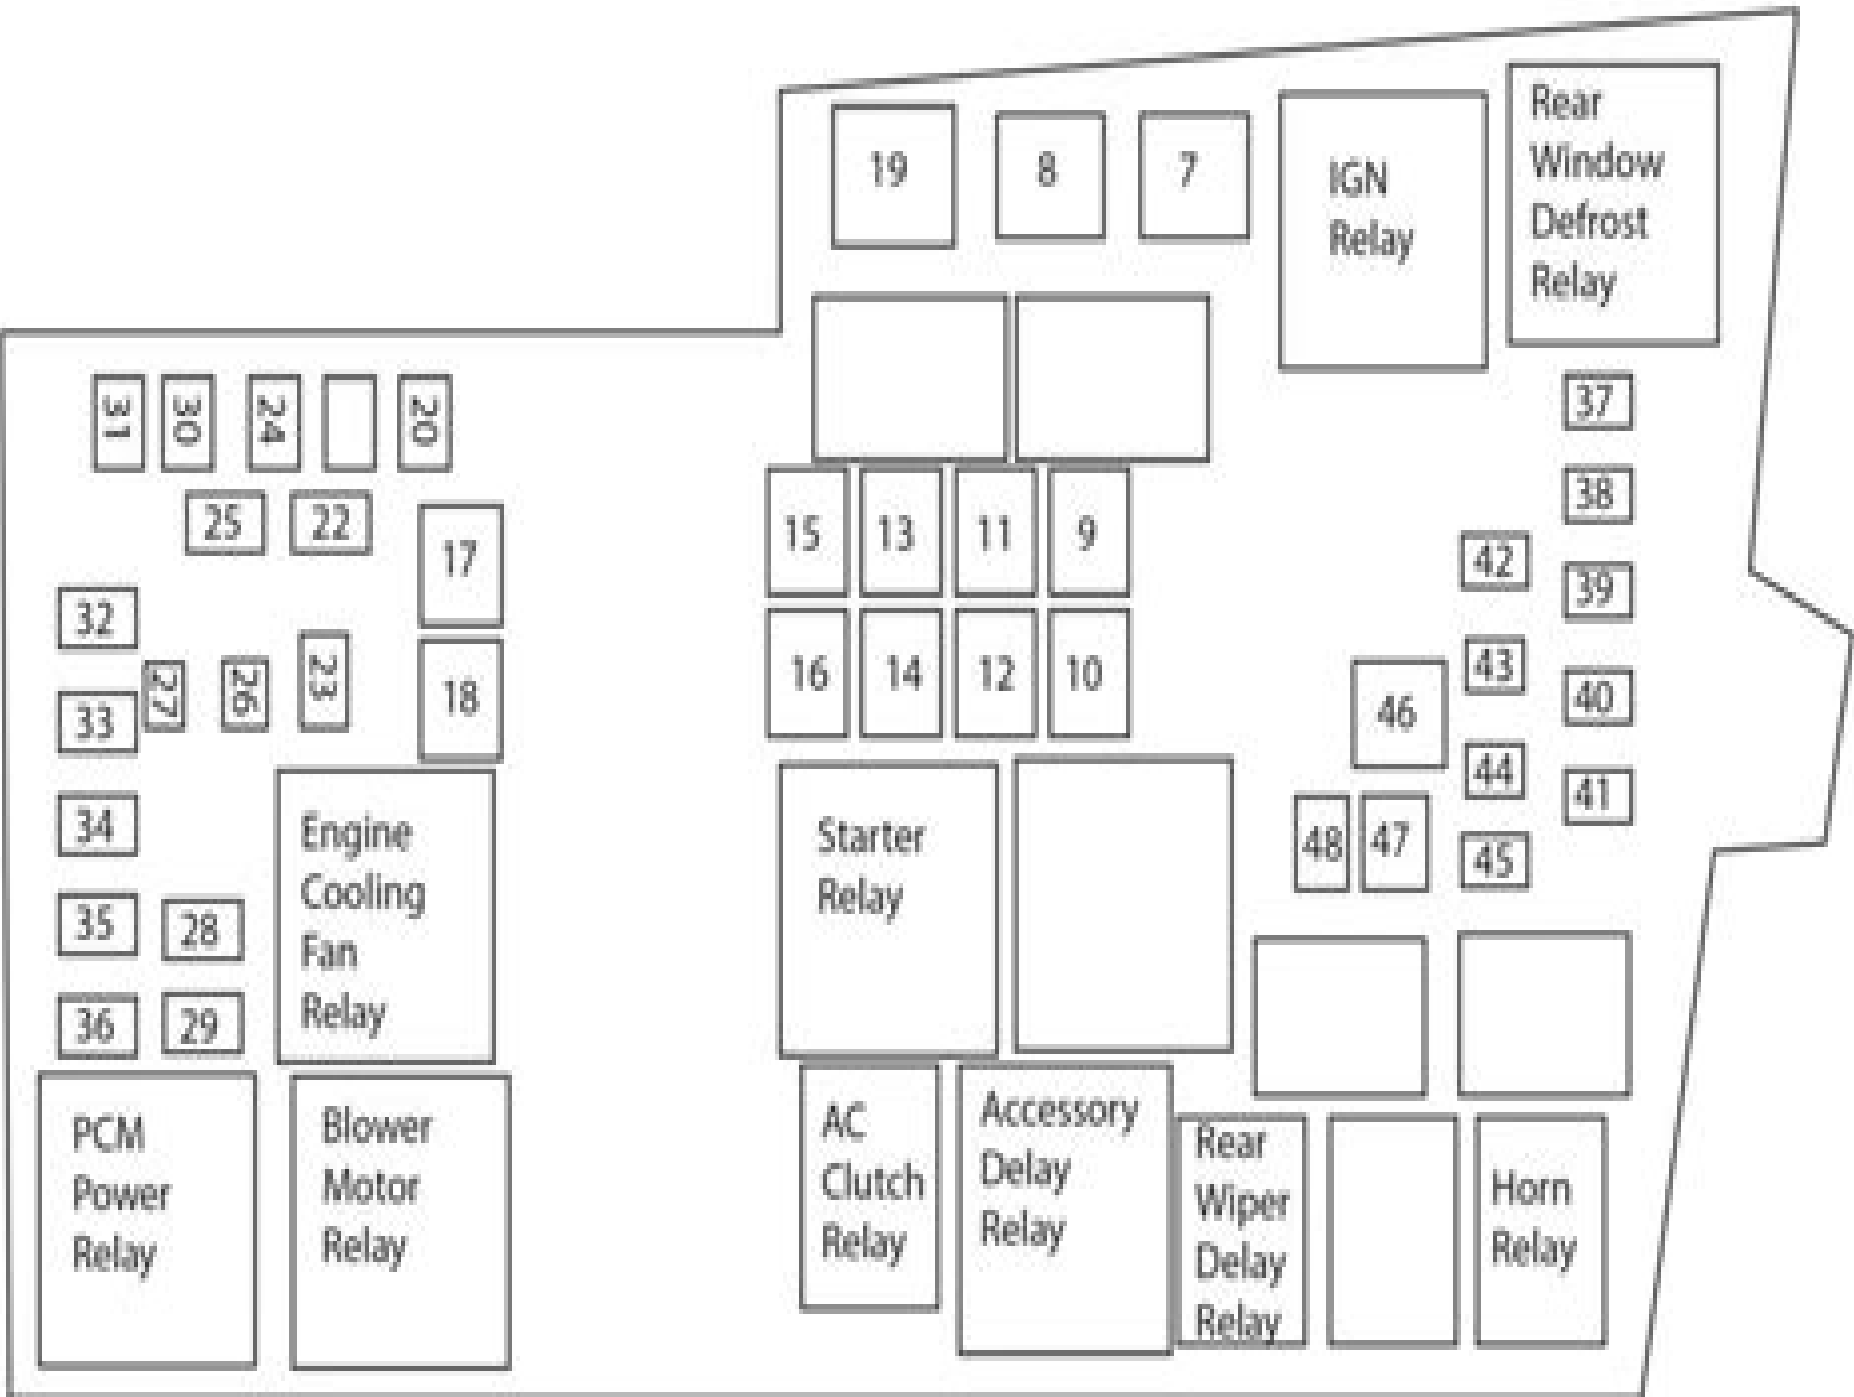 19
8
7
IGN
Relay
Rear
Window
Defrost
Relay
31
30
24
20
25
22
17
18
32
33
27
26
23
34
35
28
36
29
Engine
Cooling
Fan
Relay
PCM
Power
Relay
Blower
Motor
Relay
15
13
11
9
16
14
12
10
37
38
42
39
43
40
46
44
41
48
47
45
Starter
Relay
AC
Clutch
Relay
Accessory
Delay
Relay
Rear
Wiper
Delay
Relay
Horn
Relay